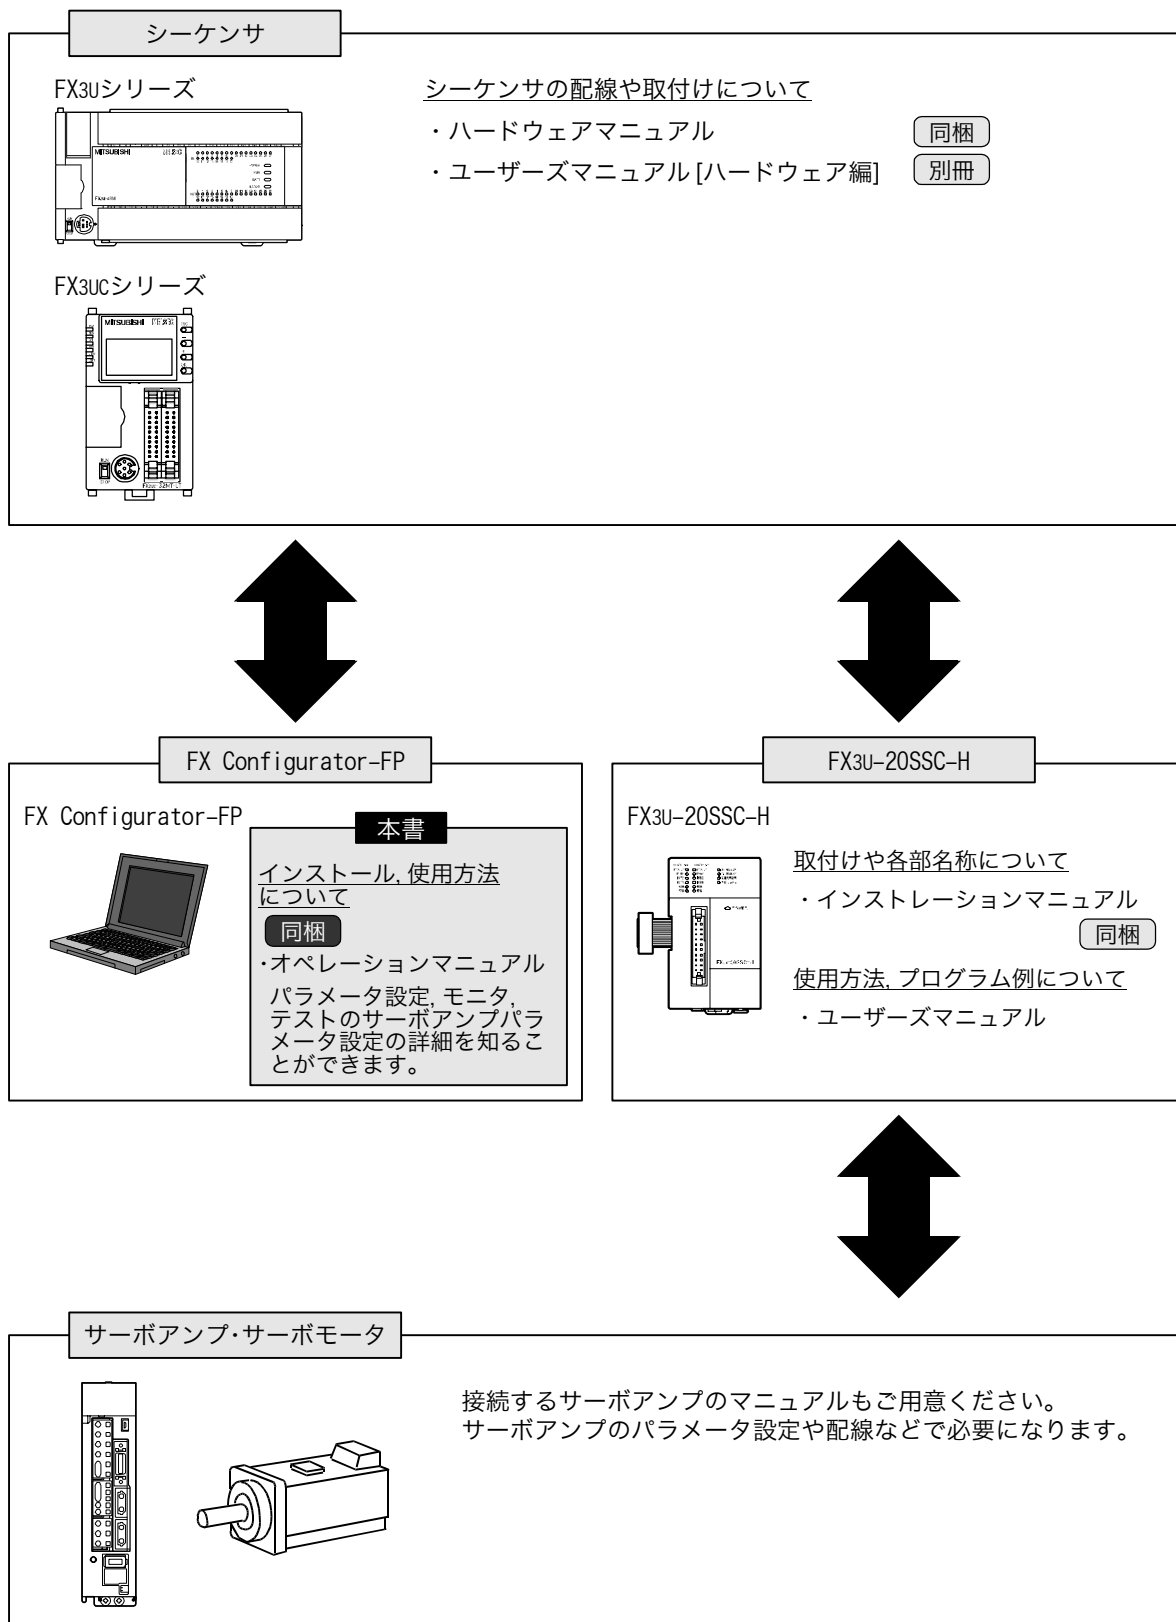 シーケンサ
FX3Uシリーズ
シーケンサの配線や取付けについて
・ハードウェアマニュアル 同梱
・ユーザーズマニュアル [ハードウェア編] 別冊
MITSUBISHI
FX3UCシリーズ
MITSUBISHI
FX Configurator-FP
FX Configurator-FP
本書
インストール, 使用方法
について
同梱
・オペレーションマニュアル
パラメータ設定, モニタ,
テストのサーボアンプパラ
メータ設定の詳細を知るこ
とができます。
FX3U-20SSC-H
FX3U-20SSC-H
取付けや各部名称について
・インストレーションマニュアル
同梱
使用方法, プログラム例について
・ユーザーズマニュアル
サーボアンプ・サーボモータ
接続するサーボアンプのマニュアルもご用意ください。
サーボアンプのパラメータ設定や配線などで必要になります。